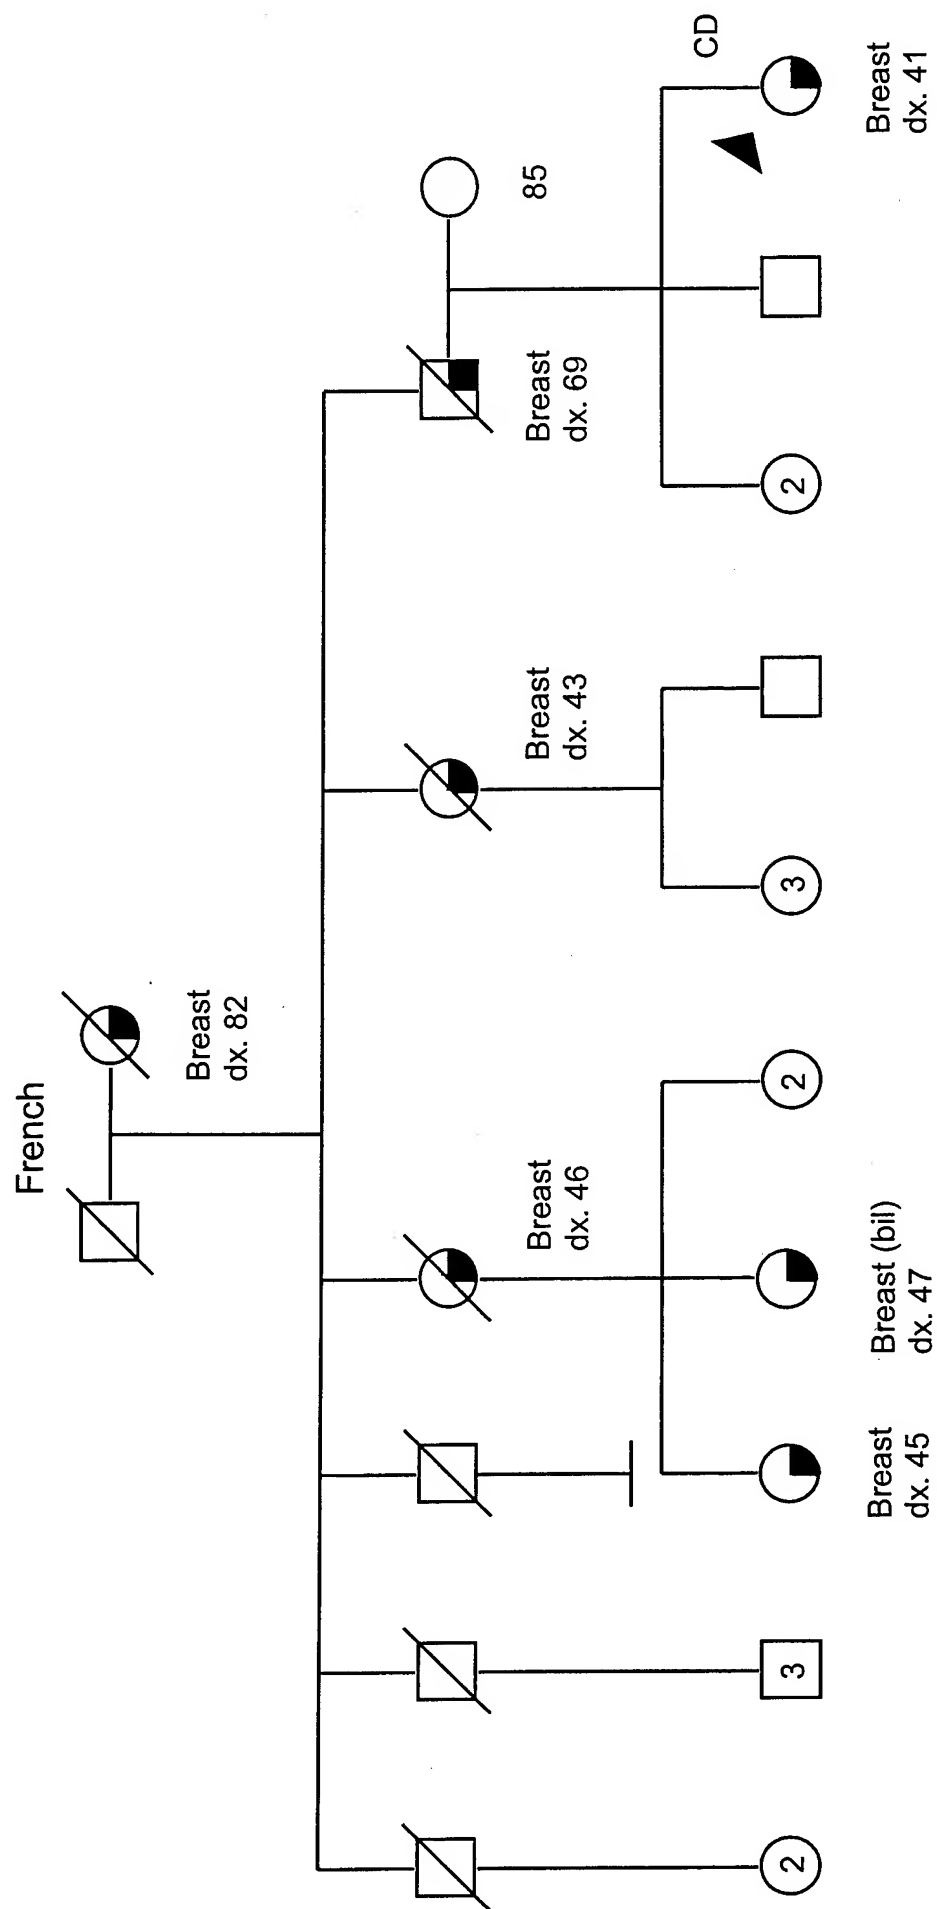 French
Breast
dx. 82
Breast
dx. 46
Breast
dx. 43
Breast
dx. 69
85
CD
2
3
2
3
2
Breast
dx. 45
Breast (bil)
dx. 47
Breast
dx. 41